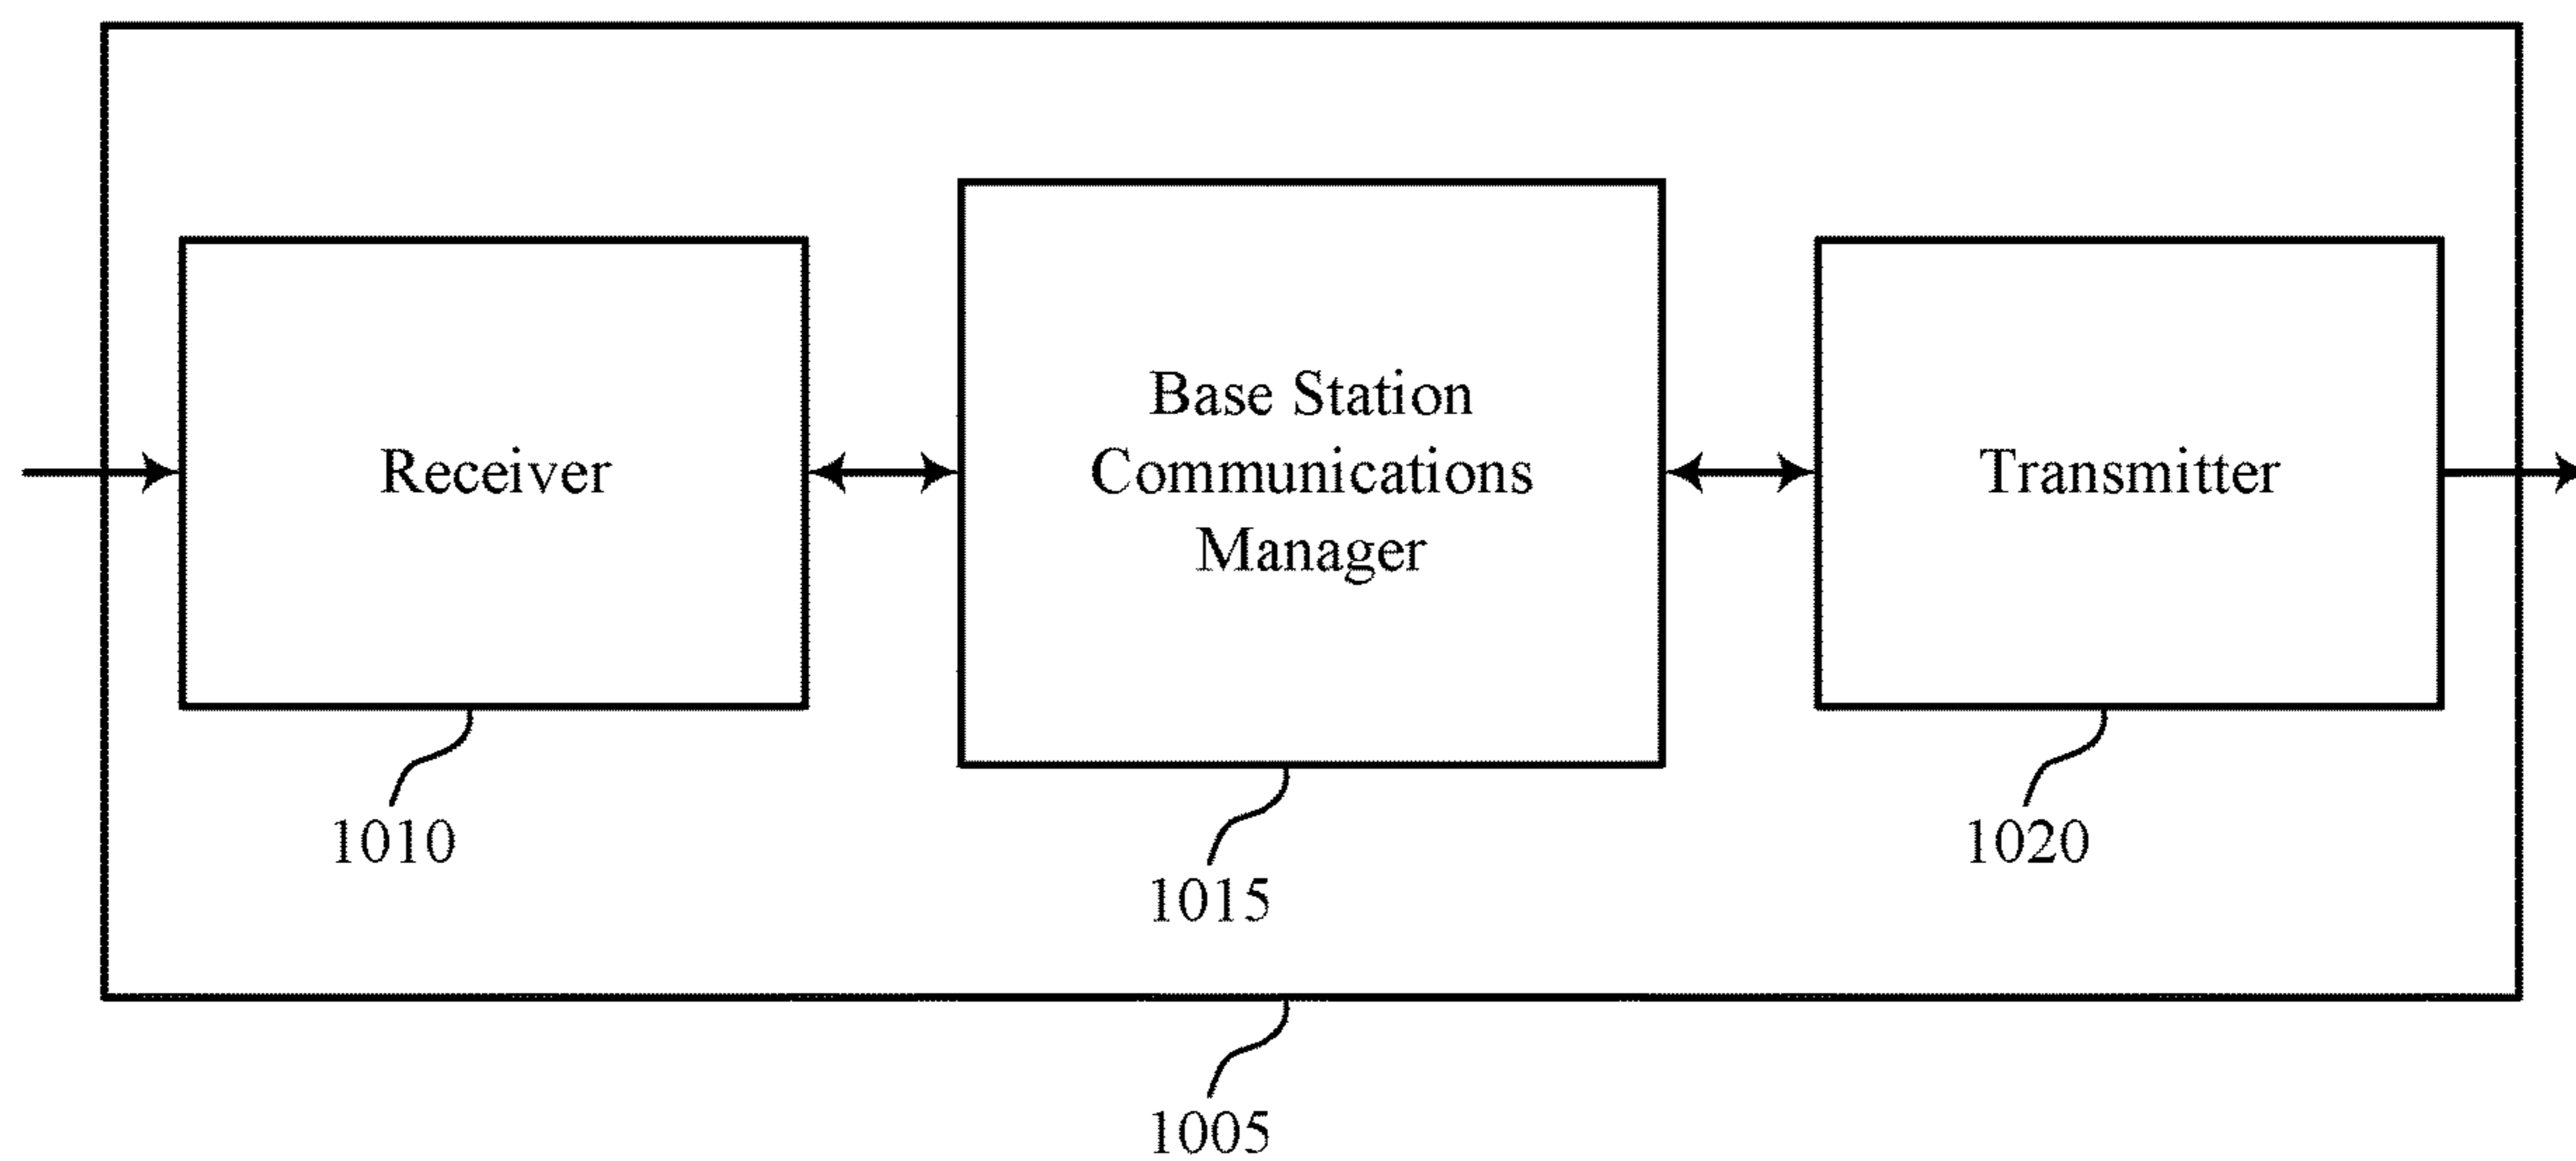 Receiver
Base Station
Communications
Manager
Transmitter
1010
1015
1020
1005